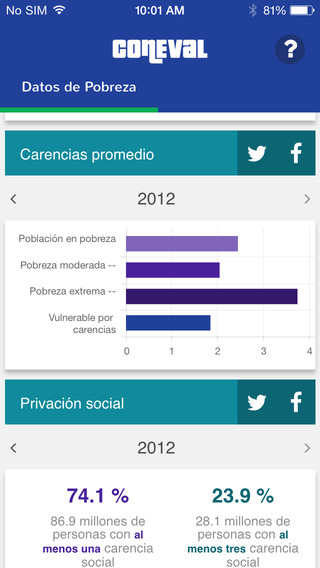 No SIM 10:01 AM 81%
CONEVAL
?
Datos de Pobreza
Carencias promedio
2012
Población en pobreza
Pobreza moderada --
Pobreza extrema --
Vulnerable por
carencias
0 1 2 3 4
Privación social
2012
74.1 % 23.9 %
86.9 millones de 28.1 millones de
personas con al personas con al
menos una carencia menos tres carencia
social social